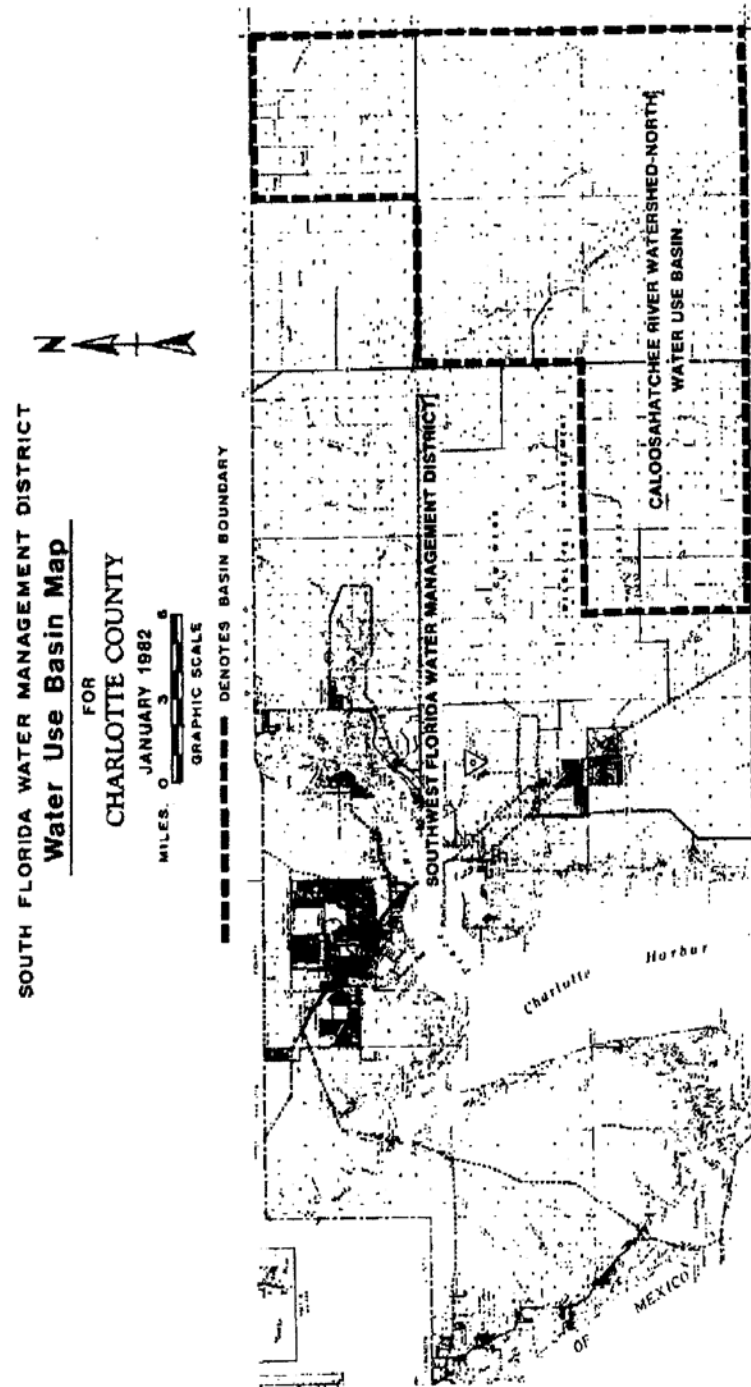 SOUTH FLORIDA WATER MANAGEMENT DISTRICT
Water Use Basin Map
FOR
CHARLOTTE COUNTY
JANUARY 1982
MILES 0 3 6
GRAPHIC SCALE
DENOTES BASIN BOUNDARY
N
SOUTHWEST FLORIDA WATER MANAGEMENT DISTRICT
WILDLIFE MANAGEMENT
CALOOSAHATCHEE RIVER WATERSHED-NORTH
WATER USE BASIN
Charlotte Harbor
OF MEXICO